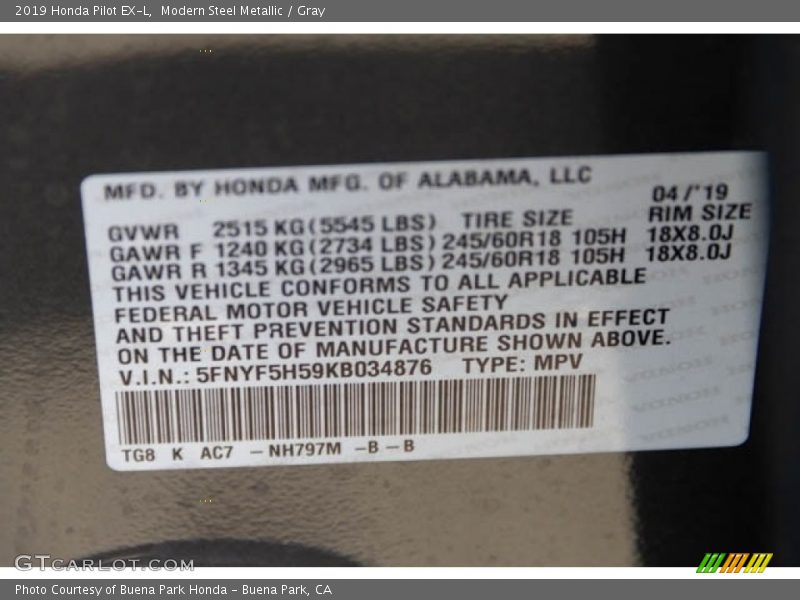 2019 Honda Pilot EX-L, Modern Steel Metallic / Gray
MFD. BY HONDA MFG. OF ALABAMA, LLC 04/'19
GVWR 2515 KG(5545 LBS) TIRE SIZE RIM SIZE
GAWR F 1240 KG(2734 LBS) 245/60R18 105H 18X8.0J
GAWR R 1345 KG(2965 LBS) 245/60R18 105H 18X8.0J
THIS VEHICLE CONFORMS TO ALL APPLICABLE
FEDERAL MOTOR VEHICLE SAFETY
AND THEFT PREVENTION STANDARDS IN EFFECT
ON THE DATE OF MANUFACTURE SHOWN ABOVE.
V.I.N.: 5FNYF5H59KB034876 TYPE: MPV
TG8 K AC7 - NH797M -B-B
GTCARLOT.COM
Photo Courtesy of Buena Park Honda - Buena Park, CA